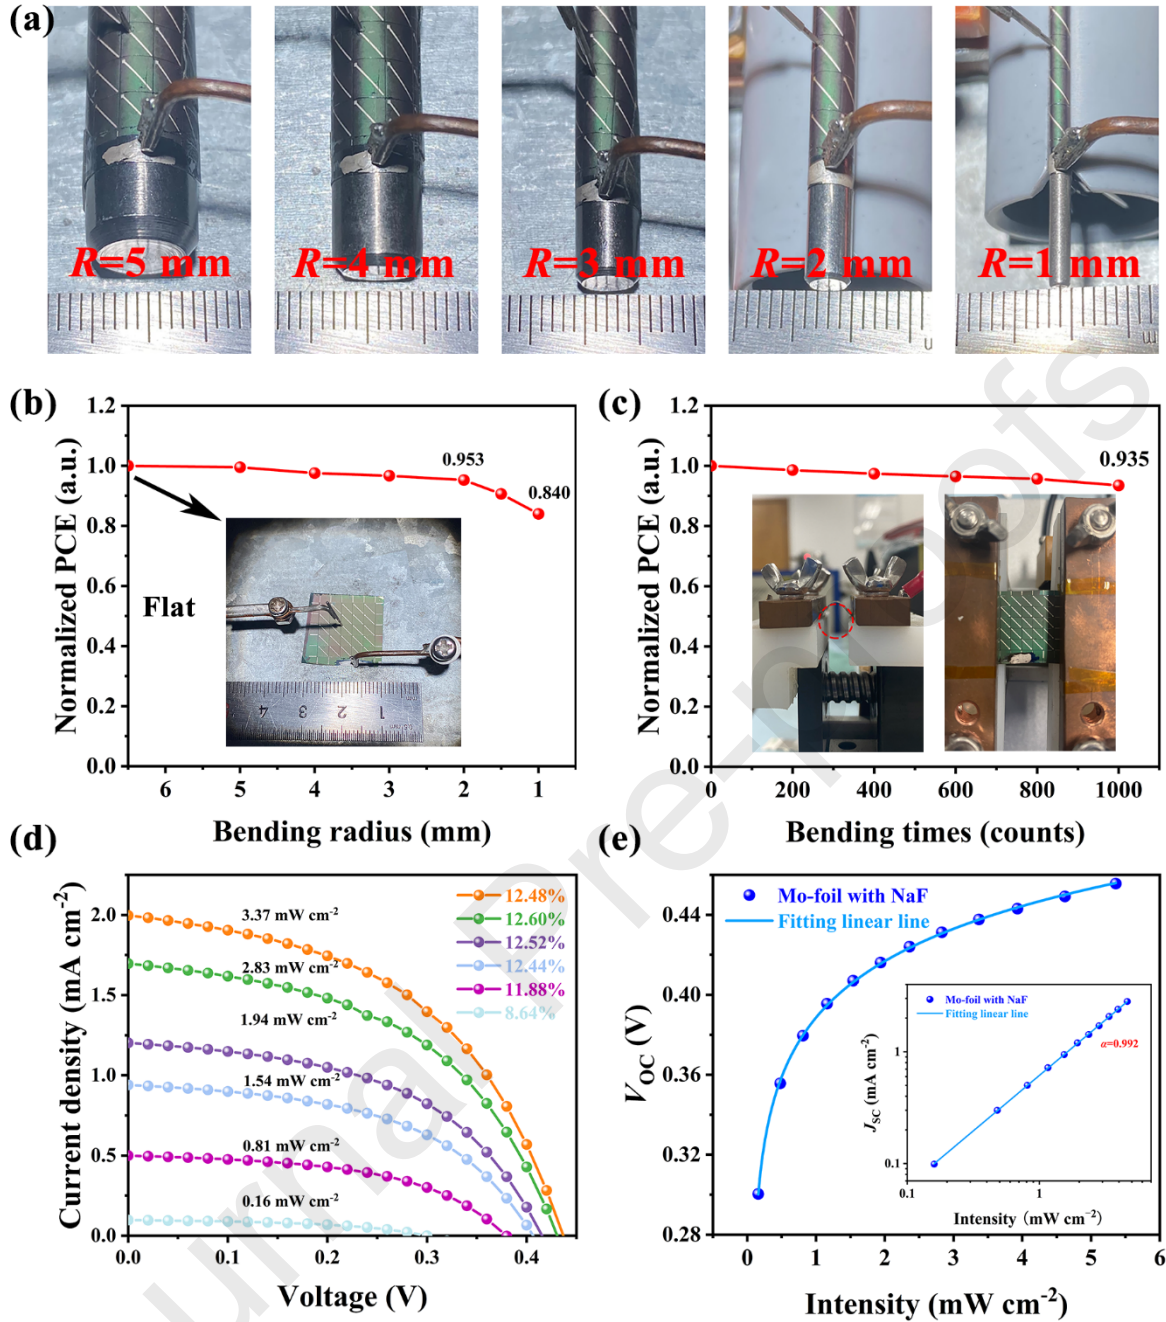 (a)
R=5 mm
R=4 mm
R=3 mm
R=2 mm
R=1 mm
(b)
Normalized PCE (a.u.)
1.2
1.0
0.8
0.6
0.4
0.2
0.0
0.953
0.840
Flat
4 3 2 1
6 5 4 3 2 1
Bending radius (mm)
(c)
Normalized PCE (a.u.)
1.2
1.0
0.8
0.6
0.4
0.2
0.0
0.935
0 200 400 600 800 1000
Bending times (counts)
(d)
Current density (mA cm⁻²)
2.0
1.5
1.0
0.5
0.0
3.37 mW cm⁻²
2.83 mW cm⁻²
1.94 mW cm⁻²
1.54 mW cm⁻²
0.81 mW cm⁻²
0.16 mW cm⁻²
12.48%
12.60%
12.52%
12.44%
11.88%
8.64%
0.0 0.1 0.2 0.3 0.4
Voltage (V)
(e)
V_OC (V)
0.44
0.40
0.36
0.32
0.28
Mo-foil with NaF
Fitting linear line
J_SC (mA cm⁻²)
1
0.1
Mo-foil with NaF
Fitting linear line
α=0.992
0.1 1
Intensity (mW cm⁻²)
0 1 2 3 4 5 6
Intensity (mW cm⁻²)
urnal Pre-proofs